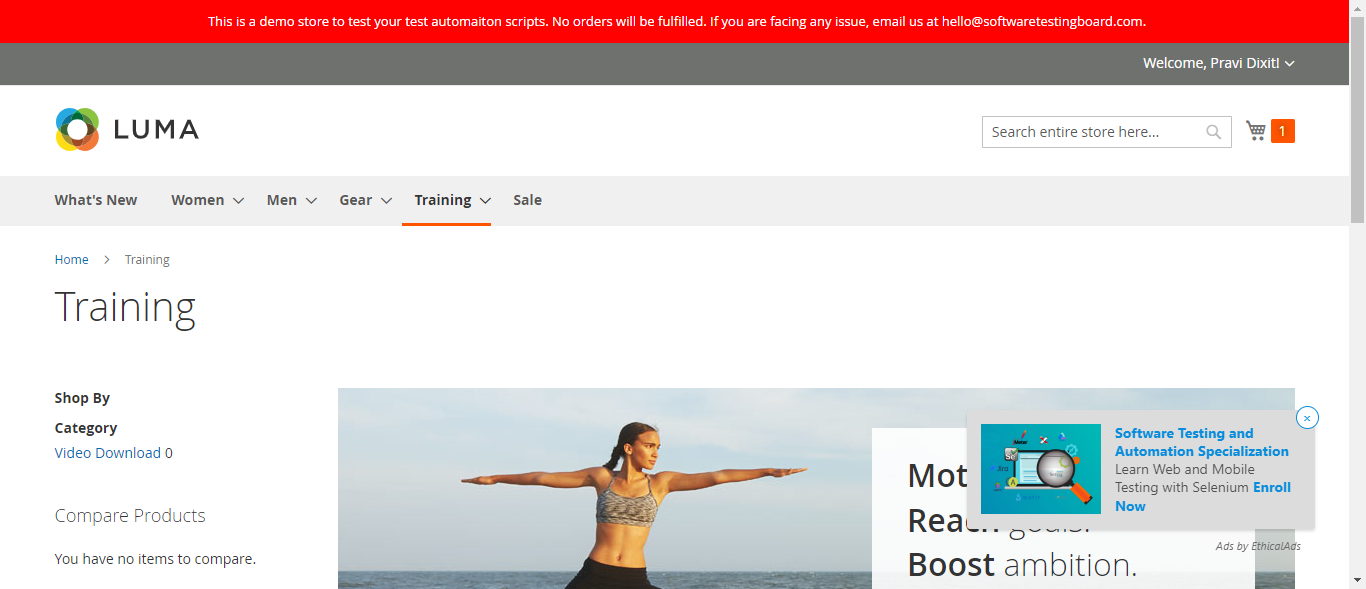 This is a demo store to test your test automaiton scripts. No orders will be fulfilled. If you are facing any issue, email us at hello@softwaretestingboard.com.
Welcome, Pravi Dixit!
LUMA
Search entire store here...
1
What's New Women Men Gear Training Sale
Home Training
Training
Shop By
Category
Video Download 0
Compare Products
You have no items to compare.
Mot
Reach goals.
Boost ambition.
Software Testing and
Automation Specialization
Learn Web and Mobile
Testing with Selenium Enroll
Now
Ads by EthicalAds